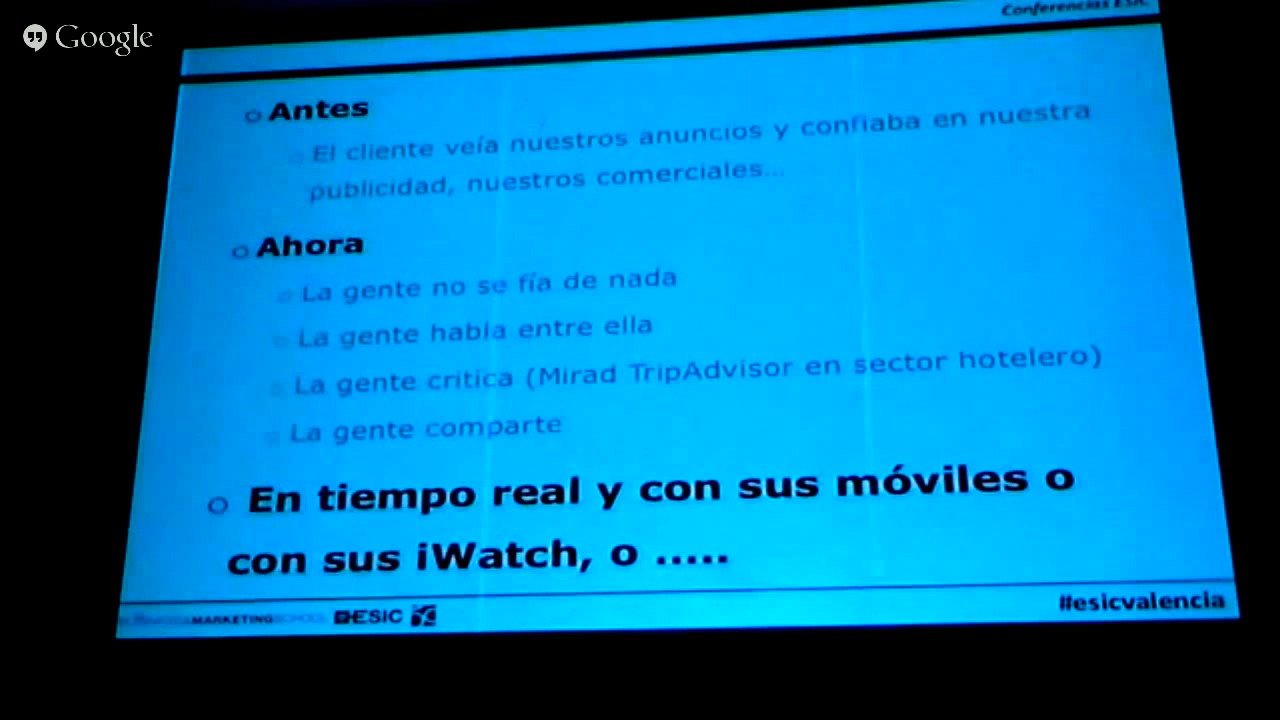 Google
Conferencias ESIC
Antes
El cliente veía nuestros anuncios y confiaba en nuestra
publicidad, nuestros comerciales...
Ahora
La gente no se fía de nada
La gente habla entre ella
La gente critica (Mirad TripAdvisor en sector hotelero)
La gente comparte
En tiempo real y con sus móviles o
con sus iWatch, o .....
MARKETINGSCHOOL ESIC
#esicvalencia